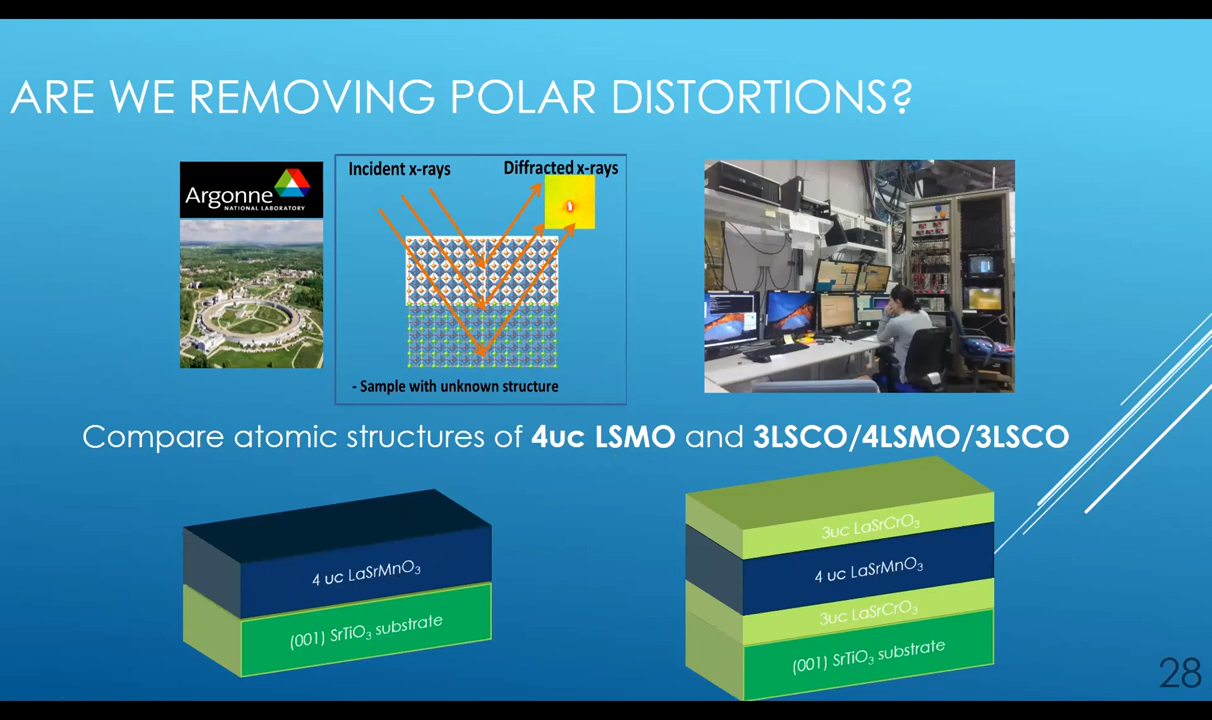 ARE WE REMOVING POLAR DISTORTIONS?
Argonne
NATIONAL LABORATORY
Incident x-rays
Diffracted x-rays
- Sample with unknown structure
Compare atomic structures of 4uc LSMO and 3LSCO/4LSMO/3LSCO
4 uc LaSrMnO₃
(001) SrTiO₃ substrate
3uc LaSrCrO₃
4 uc LaSrMnO₃
3uc LaSrCrO₃
(001) SrTiO₃ substrate
28